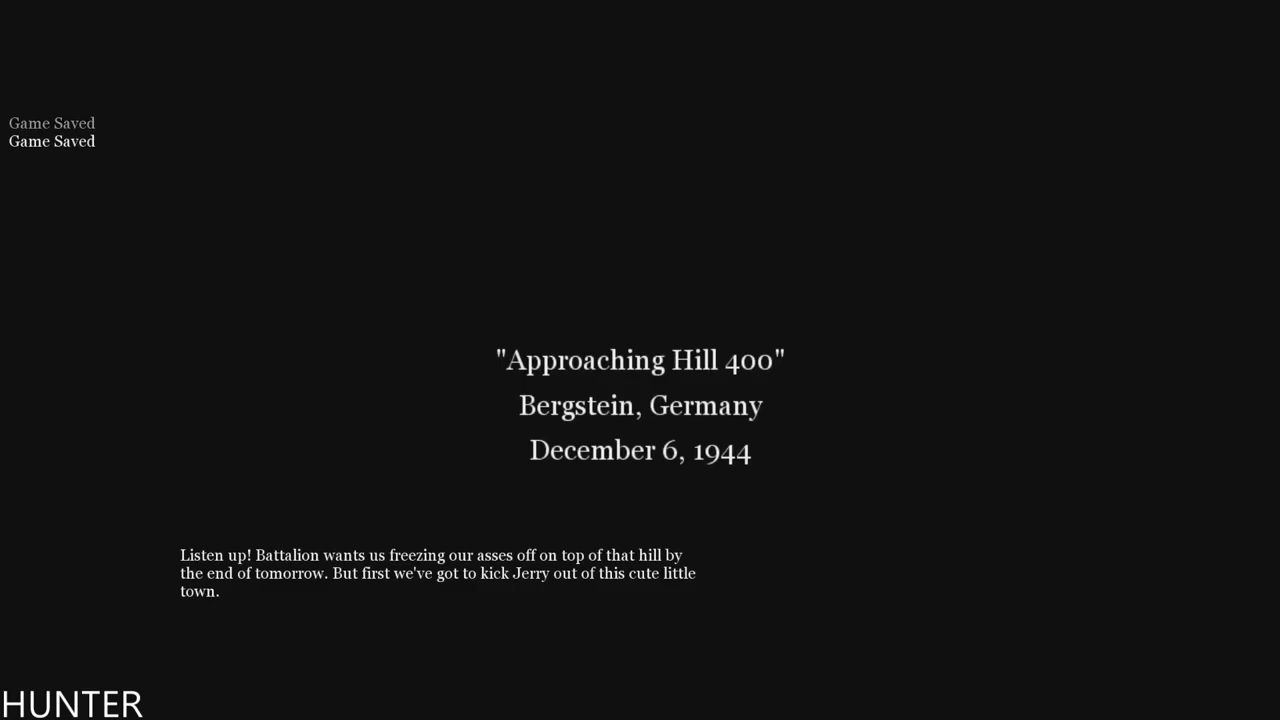 Game Saved
Game Saved
"Approaching Hill 400"
Bergstein, Germany
December 6, 1944
Listen up! Battalion wants us freezing our asses off on top of that hill by
the end of tomorrow. But first we've got to kick Jerry out of this cute little
town.
HUNTER